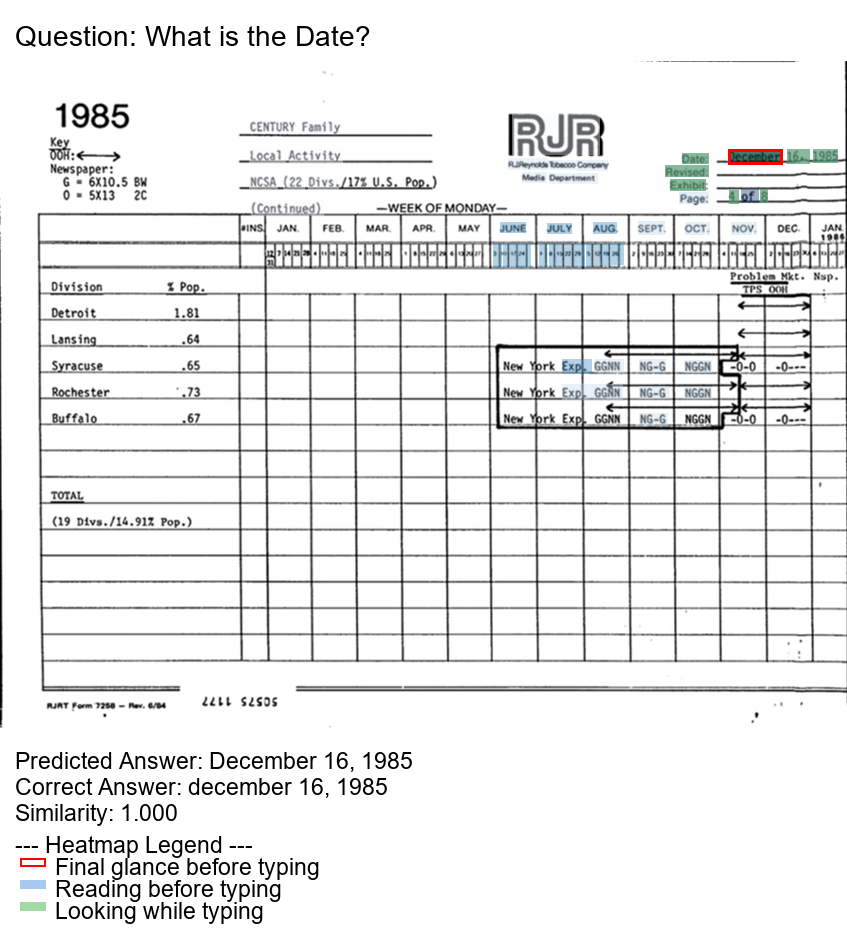 Question: What is the Date?
1985
Key
OOH:
Newspaper:
G = 6X10.5 BW
O = 5X13 2C
CENTURY Family
Local Activity
NCSA (22 Divs./17% U.S. Pop.)
(Continued)
RJR
RJReynolds Tobacco Company
Media Department
Date: December 16, 1985
Revised:
Exhibit:
Page: 4 of 8
—WEEK OF MONDAY—
#INS. JAN. FEB. MAR. APR. MAY JUNE JULY AUG. SEPT. OCT. NOV. DEC. JAN. 1986
Division % Pop. Problem Mkt. Nsp.
TPS OOH
Detroit 1.81
Lansing .64
Syracuse .65 New York Exp. GGNN NG-G NGGN -0-0 -0---
Rochester .73 New York Exp. GGNN NG-G NGGN
Buffalo .67 New York Exp. GGNN NG-G NGGN -0-0 -0---
TOTAL
(19 Divs./14.91% Pop.)
RJRT Form 7258 — Rev. 6/84
50575 1777
Predicted Answer: December 16, 1985
Correct Answer: december 16, 1985
Similarity: 1.000
--- Heatmap Legend ---
Final glance before typing
Reading before typing
Looking while typing